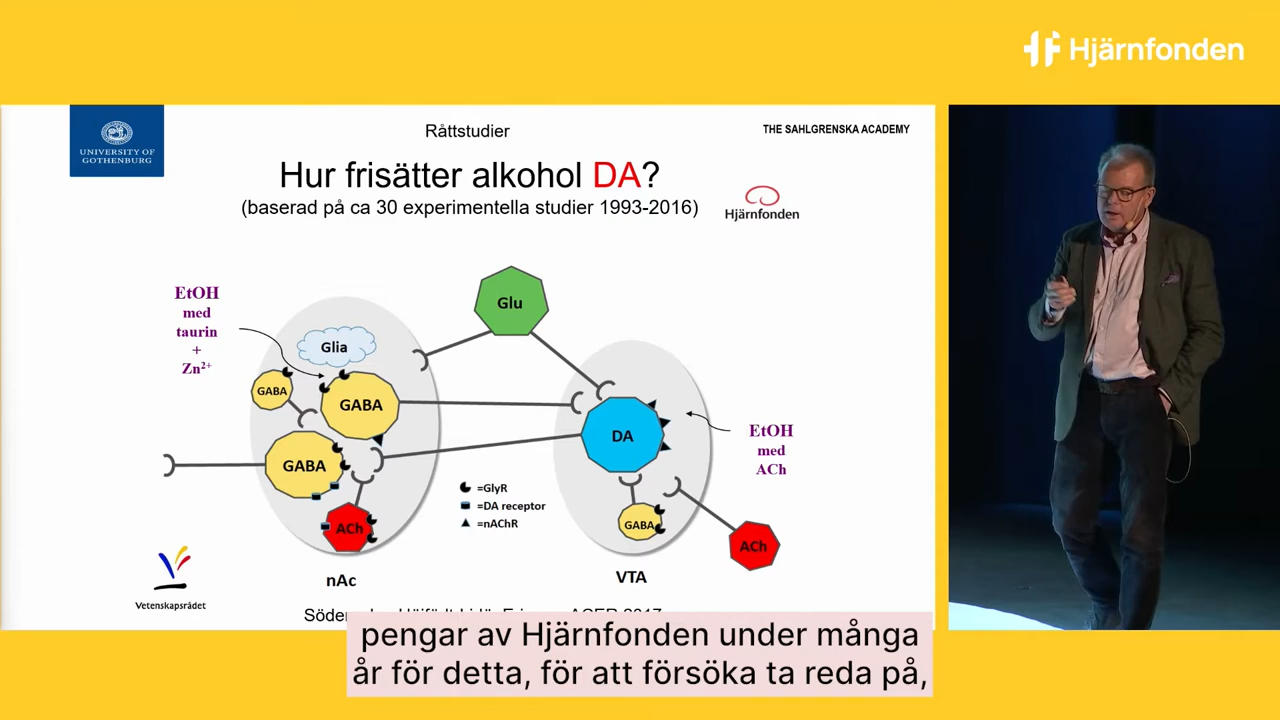 Hjärnfonden
UNIVERSITY OF
GOTHENBURG
Råttstudier
THE SAHLGRENSKA ACADEMY
Hur frisätter alkohol DA?
(baserad på ca 30 experimentella studier 1993-2016)
Hjärnfonden
EtOH
med
taurin
+
Zn²⁺
Glu
Glia
GABA
GABA
GABA
DA
EtOH
med
ACh
=GlyR
=DA receptor
=nAChR
ACh
GABA
ACh
nAc
VTA
Vetenskapsrådet
pengar av Hjärnfonden under många
år för detta, för att försöka ta reda på,